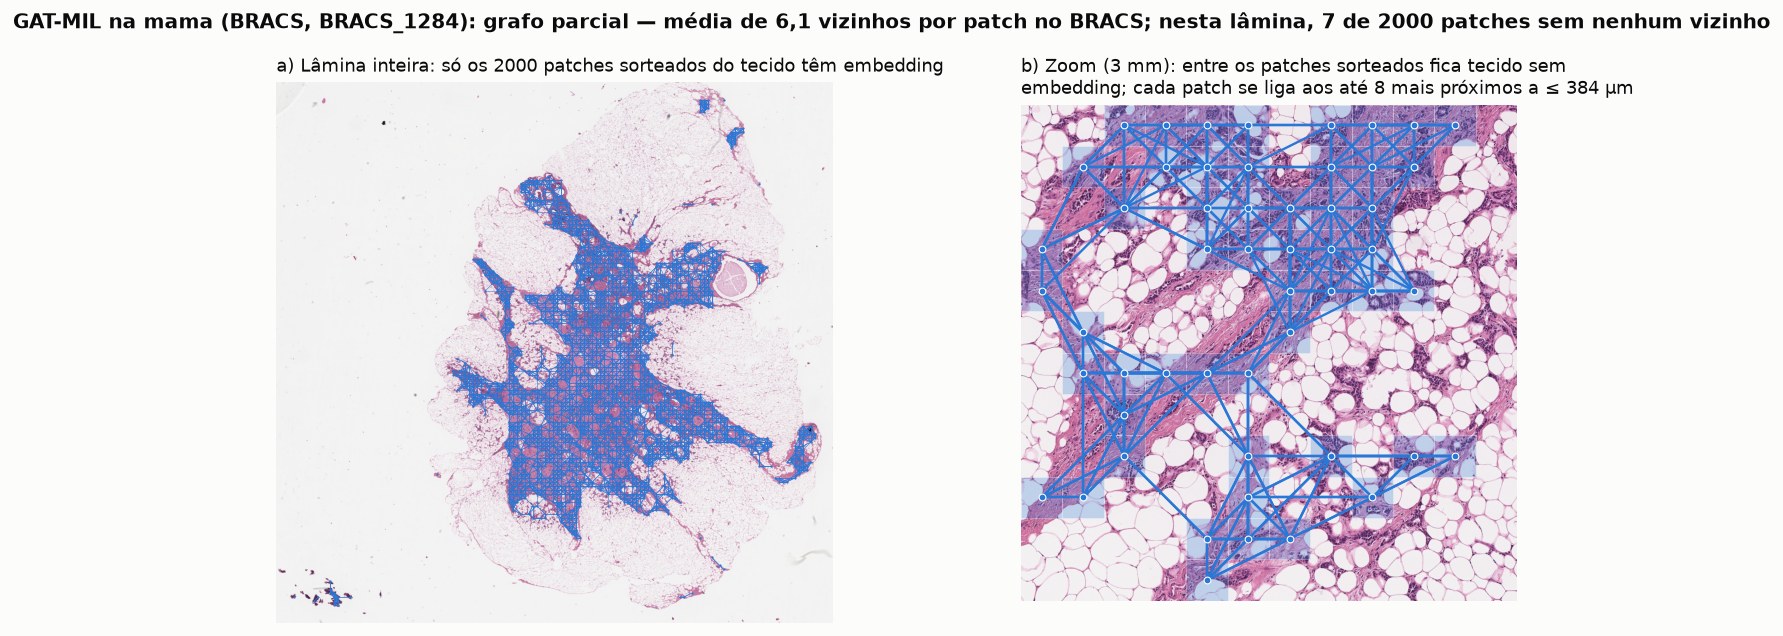 GAT-MIL na mama (BRACS, BRACS_1284): grafo parcial — média de 6,1 vizinhos por patch no BRACS; nesta lâmina, 7 de 2000 patches sem nenhum vizinho
a) Lâmina inteira: só os 2000 patches sorteados do tecido têm embedding
b) Zoom (3 mm): entre os patches sorteados fica tecido sem
embedding; cada patch se liga aos até 8 mais próximos a ≤ 384 µm